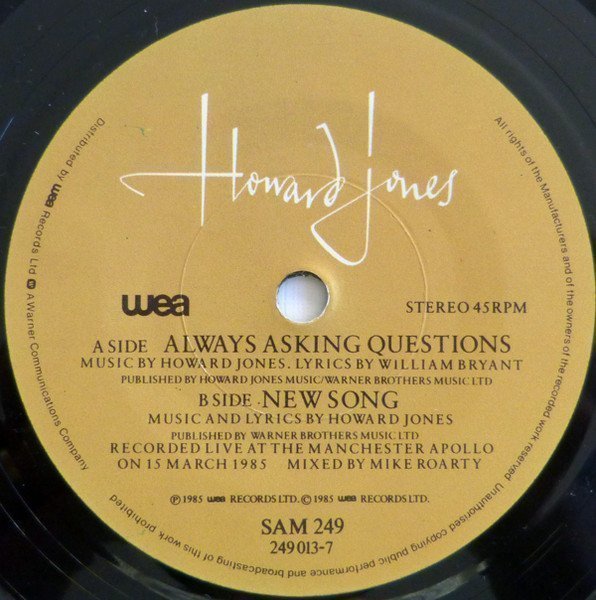 Howard Jones
wea
STEREO 45RPM
A SIDE ALWAYS ASKING QUESTIONS
MUSIC BY HOWARD JONES. LYRICS BY WILLIAM BRYANT
PUBLISHED BY HOWARD JONES MUSIC/WARNER BROTHERS MUSIC LTD
B SIDE NEW SONG
MUSIC AND LYRICS BY HOWARD JONES
PUBLISHED BY WARNER BROTHERS MUSIC LTD
RECORDED LIVE AT THE MANCHESTER APOLLO
ON 15 MARCH 1985 MIXED BY MIKE ROARTY
℗ 1985 wea RECORDS LTD. © 1985 wea RECORDS LTD.
SAM 249
249 013-7
Distributed by wea Records Ltd. A Warner Communications Company
All rights of the Manufacturers and of the owners of the recorded work reserved Unauthorised copying public performance and broadcasting of this work prohibited